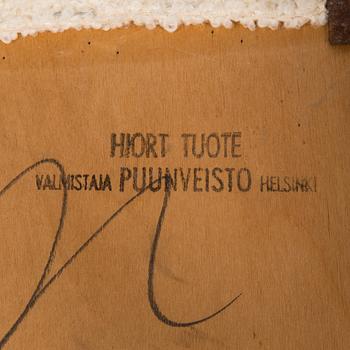 HJORT TUOTE
VALMISTAJA PUUNVEISTO HELSINKI